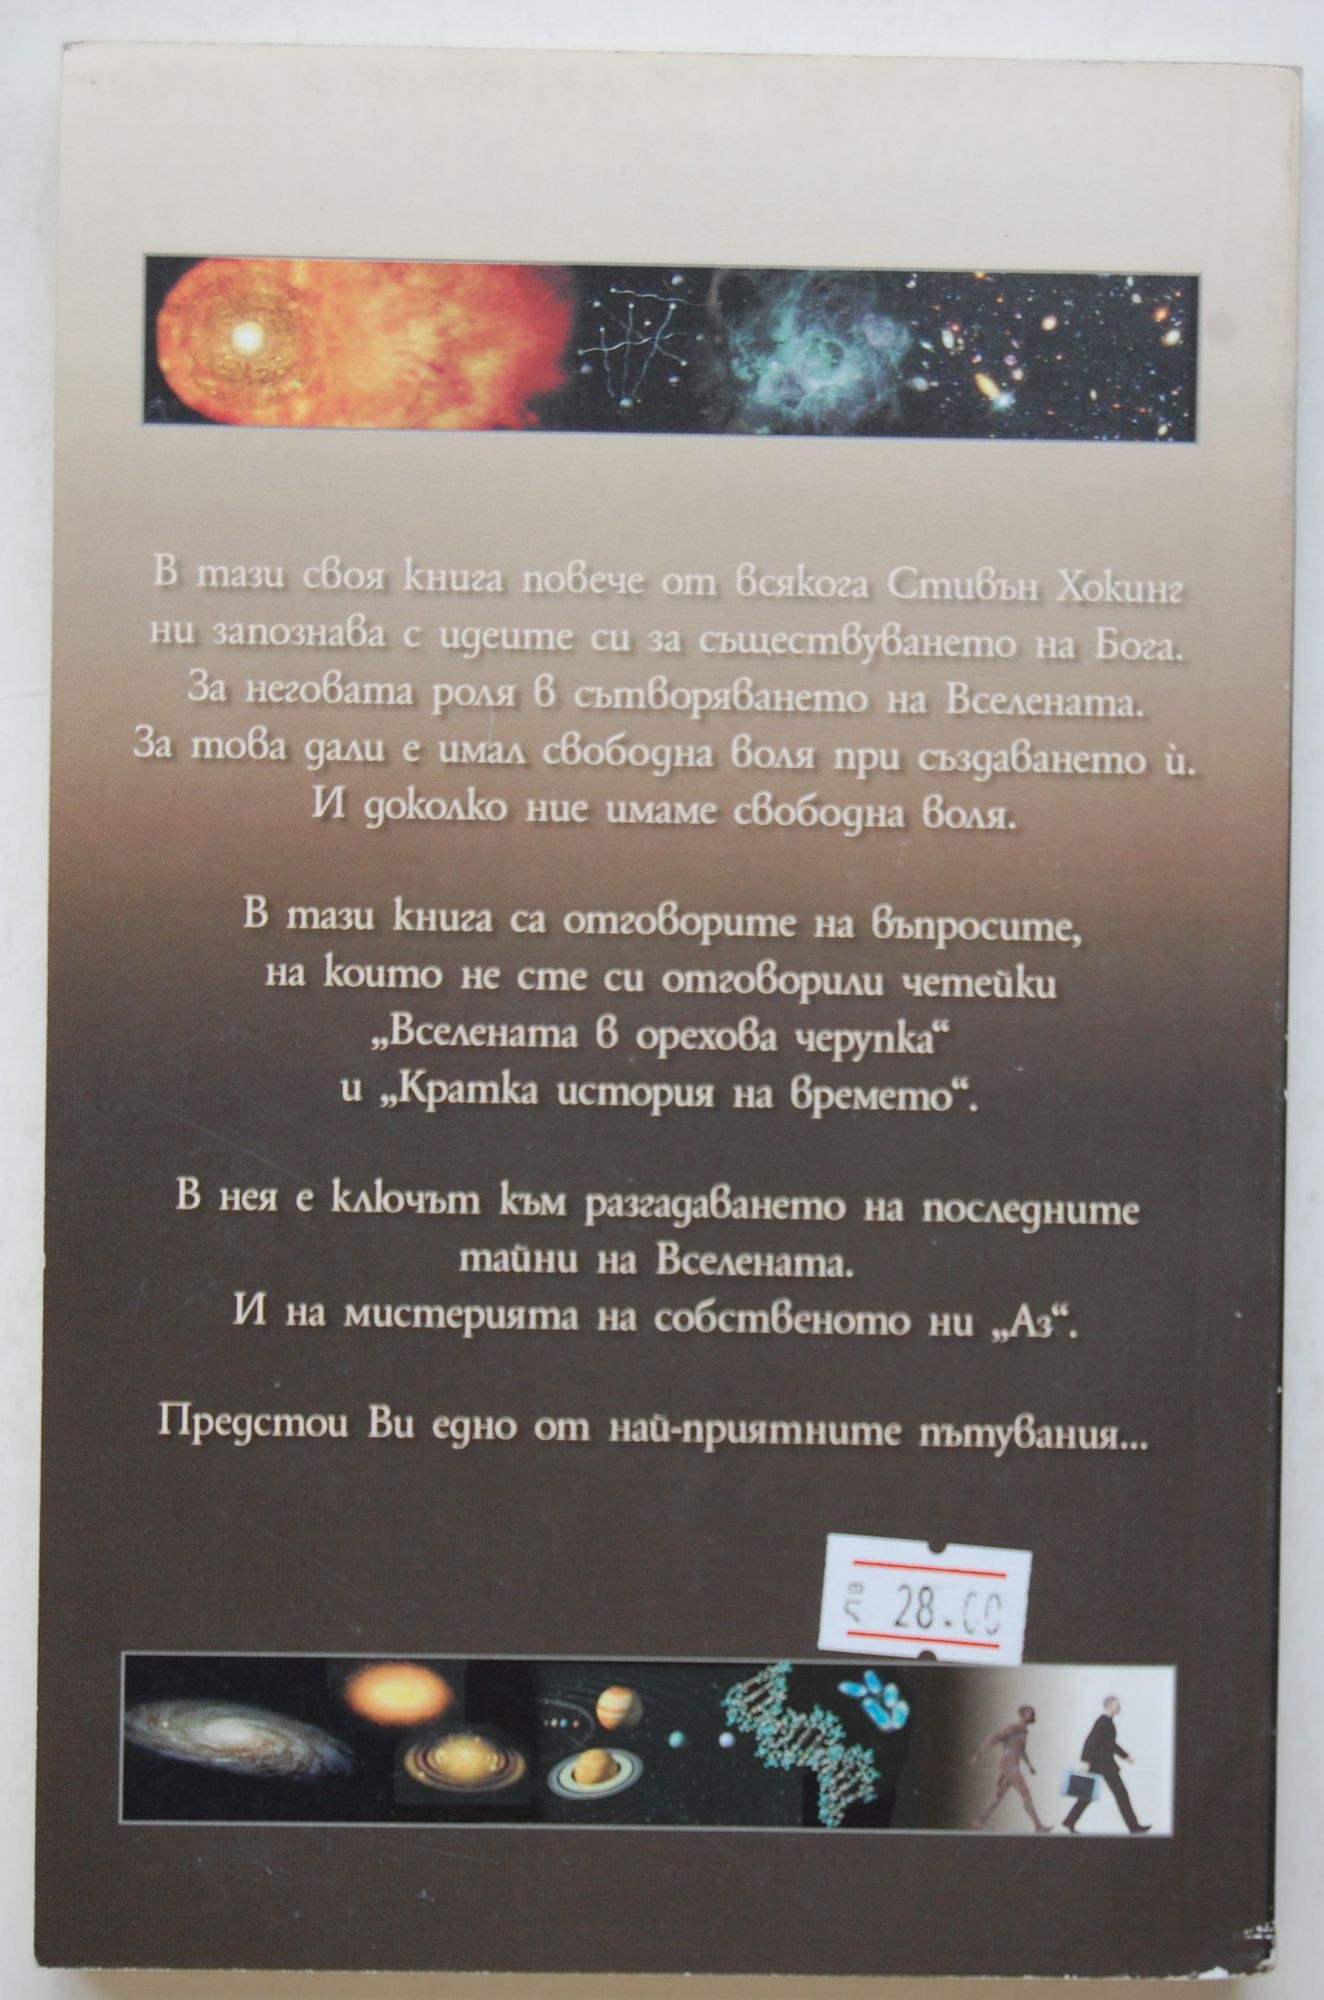 В тази своя книга повече от всякога Стивън Хокинг
ни запознава с идеите си за съществуването на Бога.
За неговата роля в сътворяването на Вселената.
За това дали е имал свободна воля при създаването ѝ.
И доколко ние имаме свободна воля.
В тази книга са отговорите на въпросите,
на които не сте си отговорили четейки
„Вселената в орехова черупка“
и „Кратка история на времето“.
В нея е ключът към разгадаването на последните
тайни на Вселената.
И на мистерията на собственото ни „Аз“.
Предстои Ви едно от най-приятните пътувания...
лв 28.00